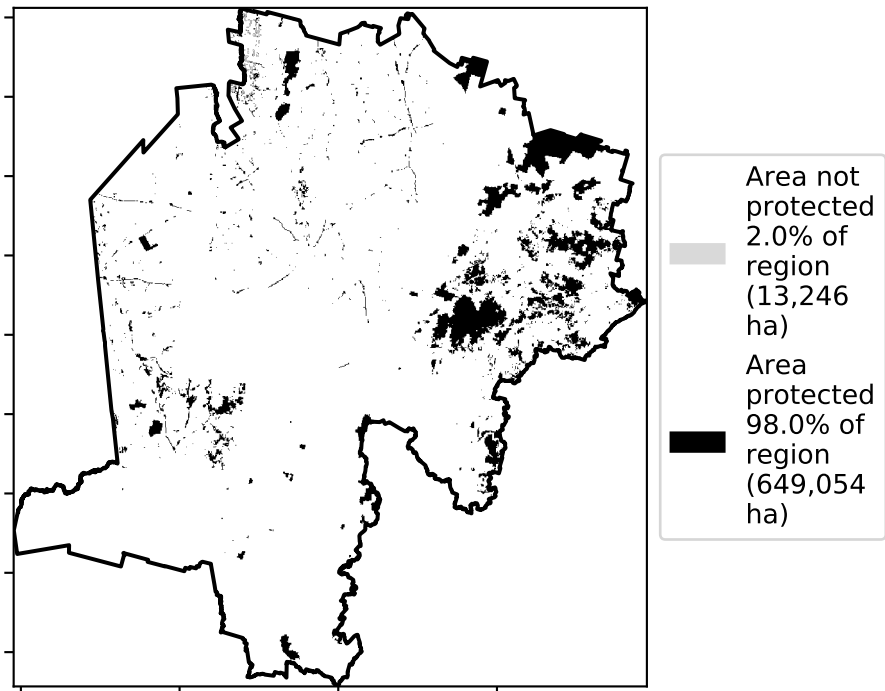 Area not
protected
2.0% of
region
(13,246
ha)
Area
protected
98.0% of
region
(649,054
ha)